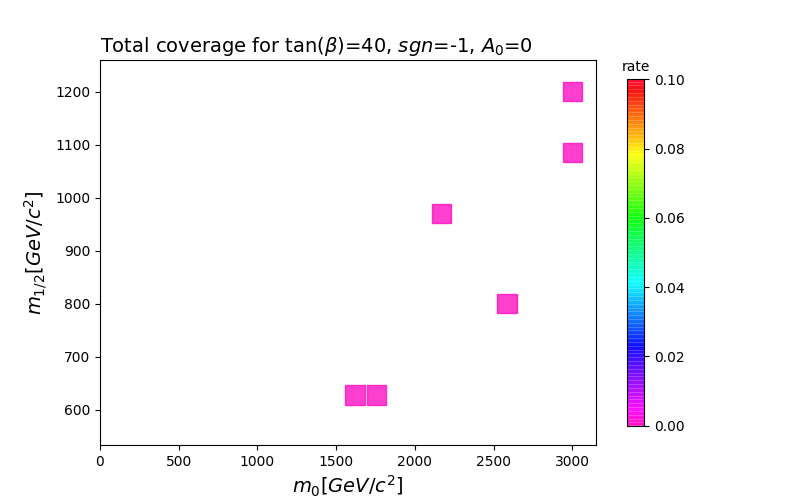 Total coverage for tan(β)=40, sgn=-1, A₀=0
rate
0.10
0.08
0.06
0.04
0.02
0.00
1200
1100
1000
900
800
700
600
m₁/₂[GeV/c²]
0 500 1000 1500 2000 2500 3000
m₀[GeV/c²]